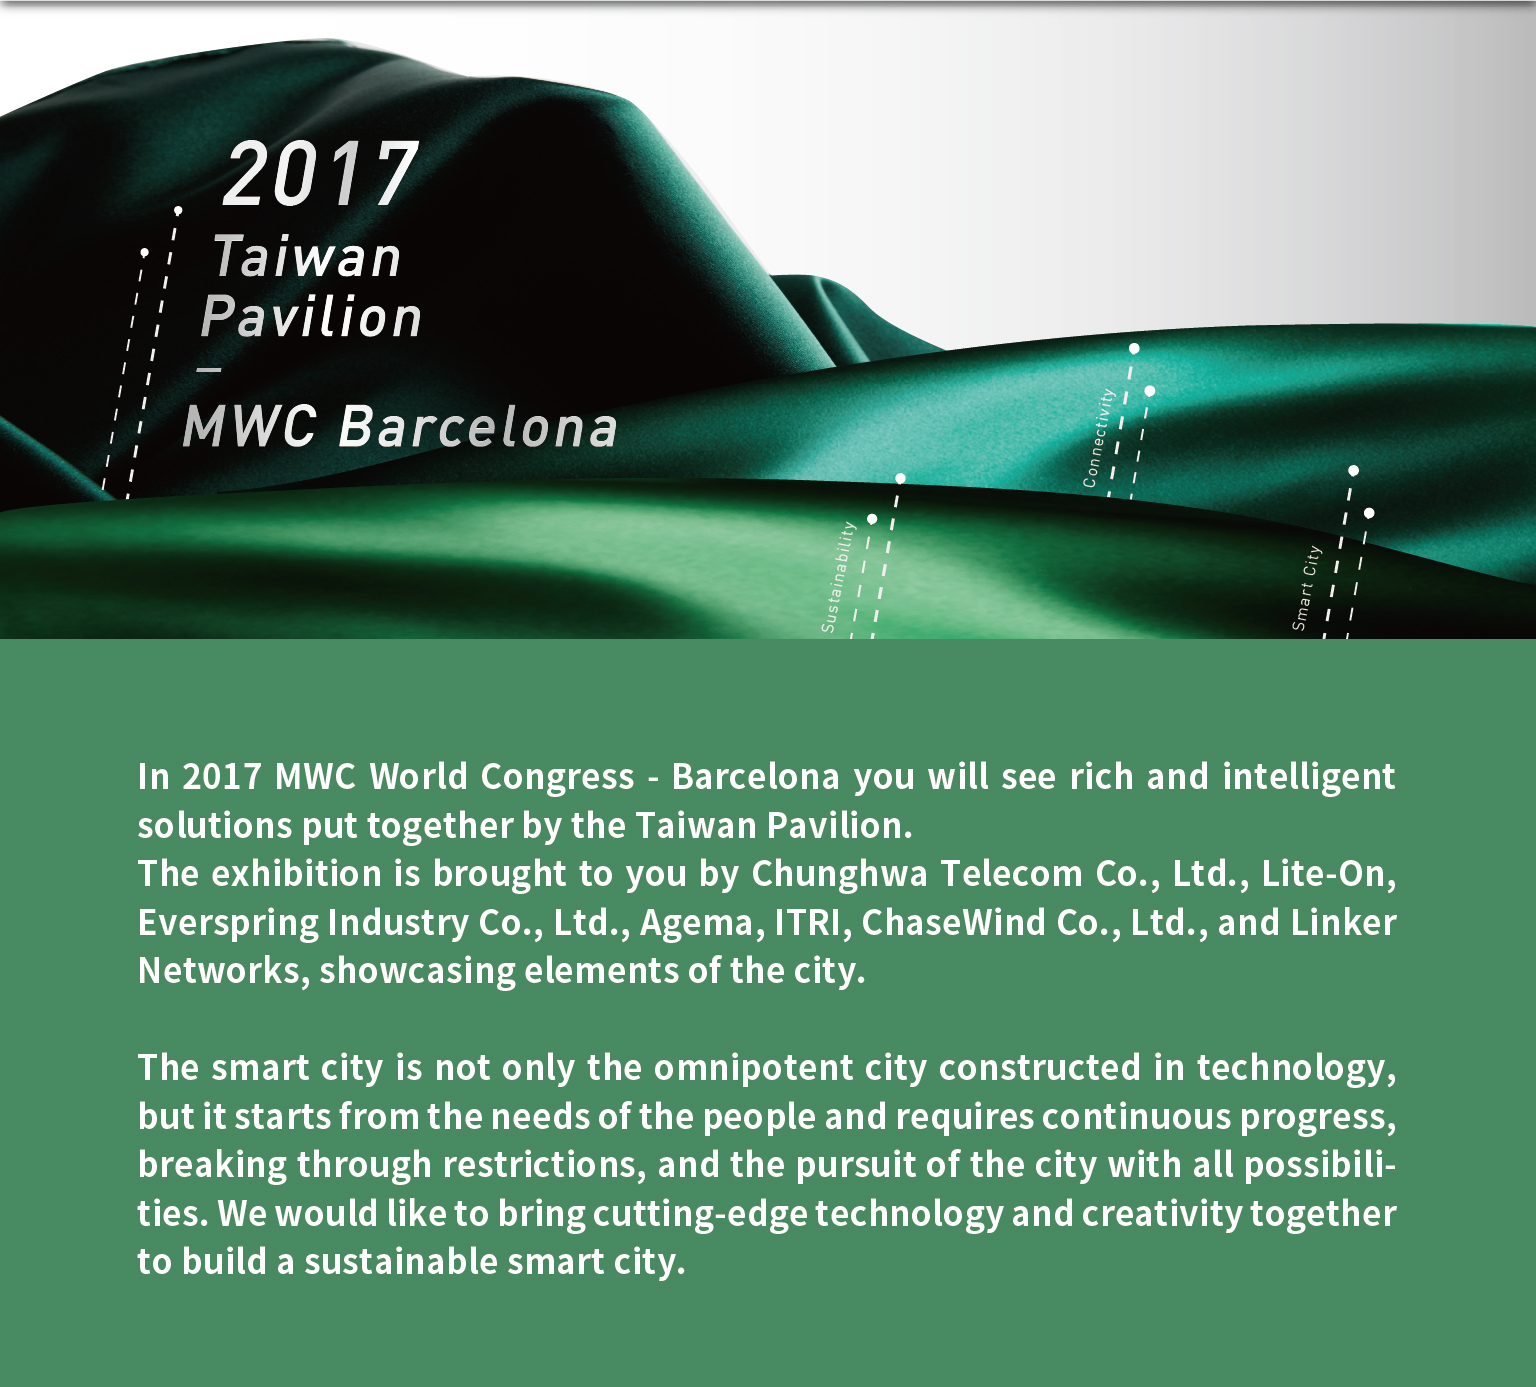 2017
Taiwan
Pavilion
–
MWC Barcelona
Connectivity
Sustainability
Smart City
In 2017 MWC World Congress - Barcelona you will see rich and intelligent
solutions put together by the Taiwan Pavilion.
The exhibition is brought to you by Chunghwa Telecom Co., Ltd., Lite-On,
Everspring Industry Co., Ltd., Agema, ITRI, ChaseWind Co., Ltd., and Linker
Networks, showcasing elements of the city.
The smart city is not only the omnipotent city constructed in technology,
but it starts from the needs of the people and requires continuous progress,
breaking through restrictions, and the pursuit of the city with all possibili-
ties. We would like to bring cutting-edge technology and creativity together
to build a sustainable smart city.